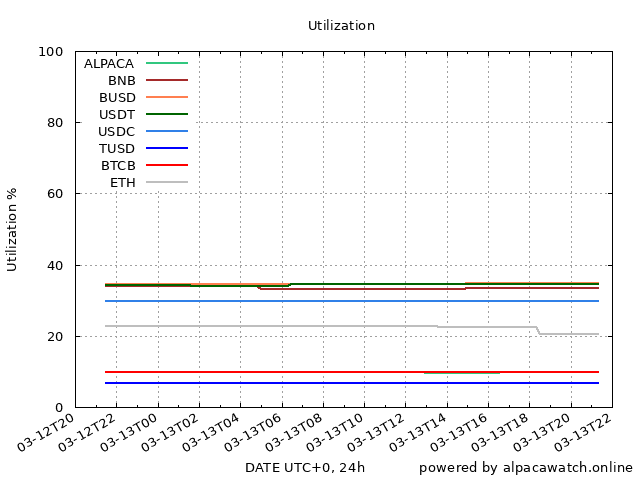 Utilization
100
80
60
40
20
0
Utilization %
ALPACA
BNB
BUSD
USDT
USDC
TUSD
BTCB
ETH
03-12T20
03-12T22
03-13T00
03-13T02
03-13T04
03-13T06
03-13T08
03-13T10
03-13T12
03-13T14
03-13T16
03-13T18
03-13T20
03-13T22
DATE UTC+0, 24h
powered by alpacawatch.online